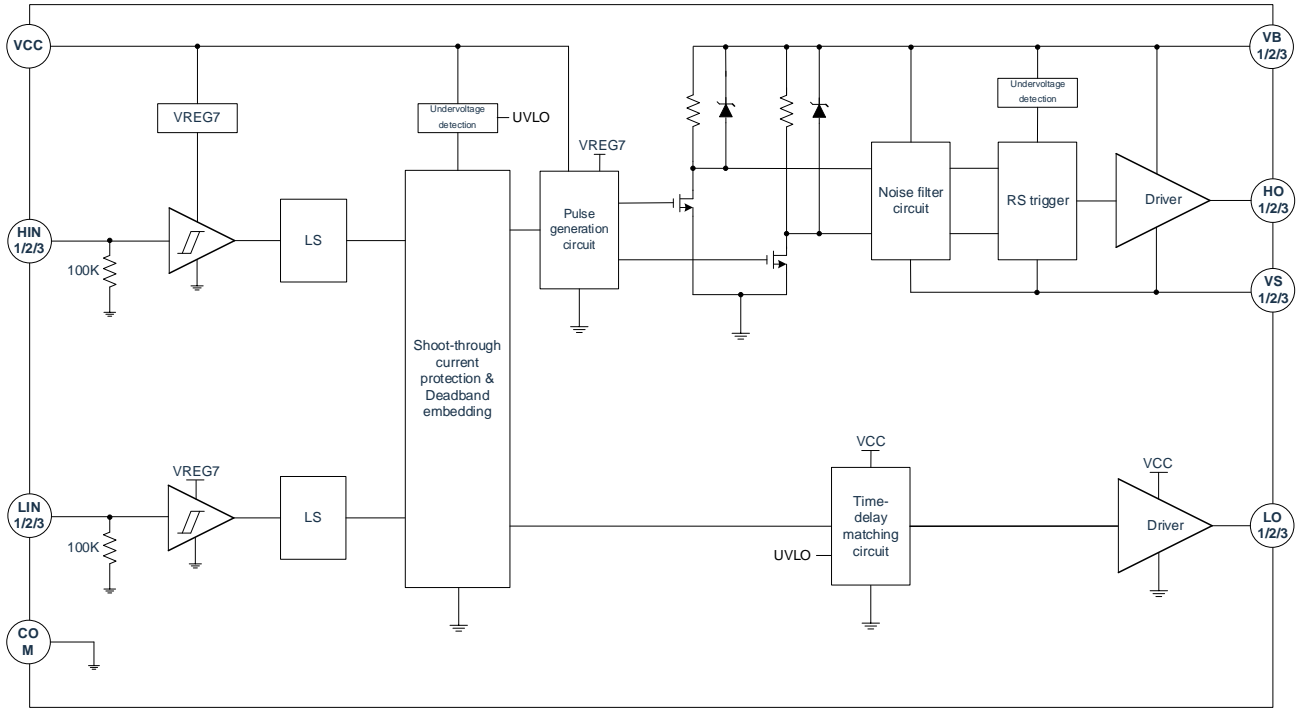 VCC
VB
1/2/3
VREG7
Undervoltage
detection
UVLO
Undervoltage
detection
VREG7
HIN
1/2/3
100K
LS
Pulse
generation
circuit
Noise filter
circuit
RS trigger
Driver
HO
1/2/3
VS
1/2/3
Shoot-through
current
protection &
Deadband
embedding
LIN
1/2/3
100K
VREG7
LS
VCC
Time-
delay
matching
circuit
UVLO
VCC
Driver
LO
1/2/3
CO
M